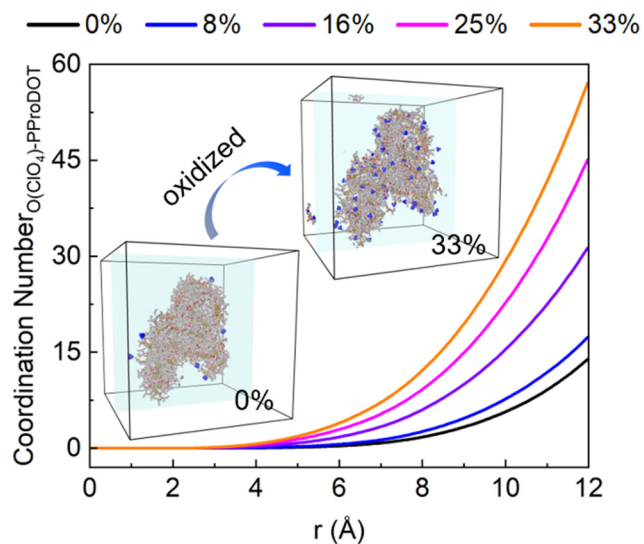 0% 8% 16% 25% 33%
60
45
30
15
0
Coordination Number O(ClO₄)-PProDOT
oxidized
33%
0%
0 2 4 6 8 10 12
r (Å)